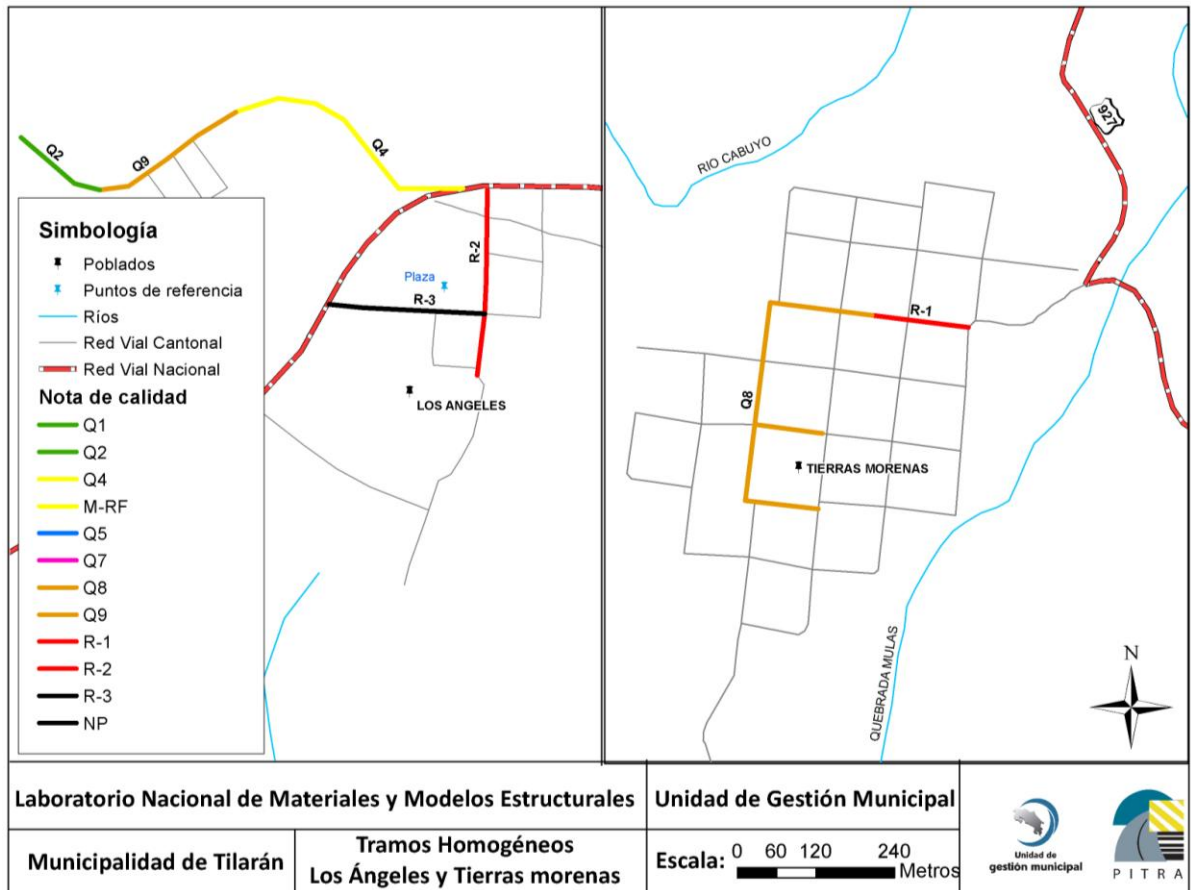 Q2
Q9
Q4
R-2
Plaza
R-3
LOS ANGELES
Simbología
Poblados
Puntos de referencia
Ríos
Red Vial Cantonal
Red Vial Nacional
Nota de calidad
Q1
Q2
Q4
M-RF
Q5
Q7
Q8
Q9
R-1
R-2
R-3
NP
927
RIO CABUYO
R-1
Q8
TIERRAS MORENAS
QUEBRADA MULAS
N
Laboratorio Nacional de Materiales y Modelos Estructurales
Unidad de Gestión Municipal
Municipalidad de Tilarán
Tramos Homogéneos
Los Ángeles y Tierras morenas
Escala: 0 60 120 240
Metros
Unidad de
gestión municipal
PITRA